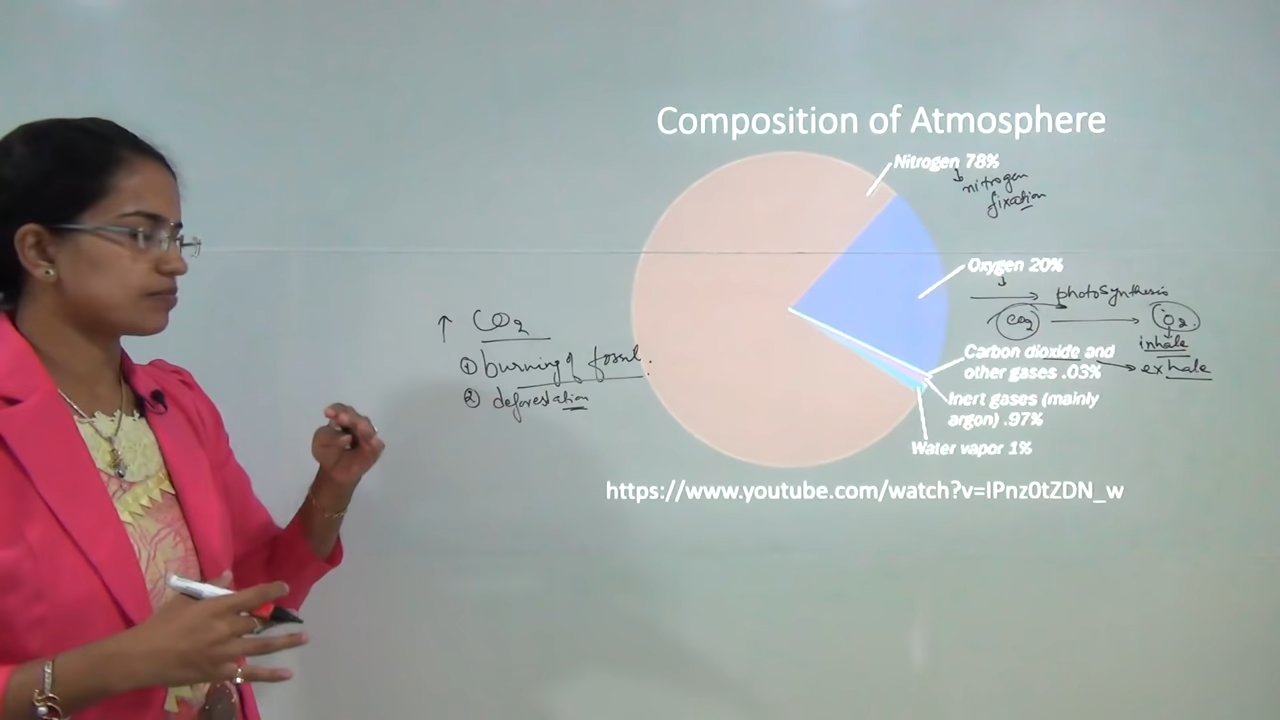 Composition of Atmosphere
Nitrogen 78%
nitrogen
fixation
Oxygen 20%
photosynthesis
CO2
O2
inhale
exhale
Carbon dioxide and
other gases .03%
Inert gases (mainly
argon) .97%
Water vapor 1%
↑ CO2
① burning of fossil.
② deforestation
https://www.youtube.com/watch?v=IPnz0tZDN_w